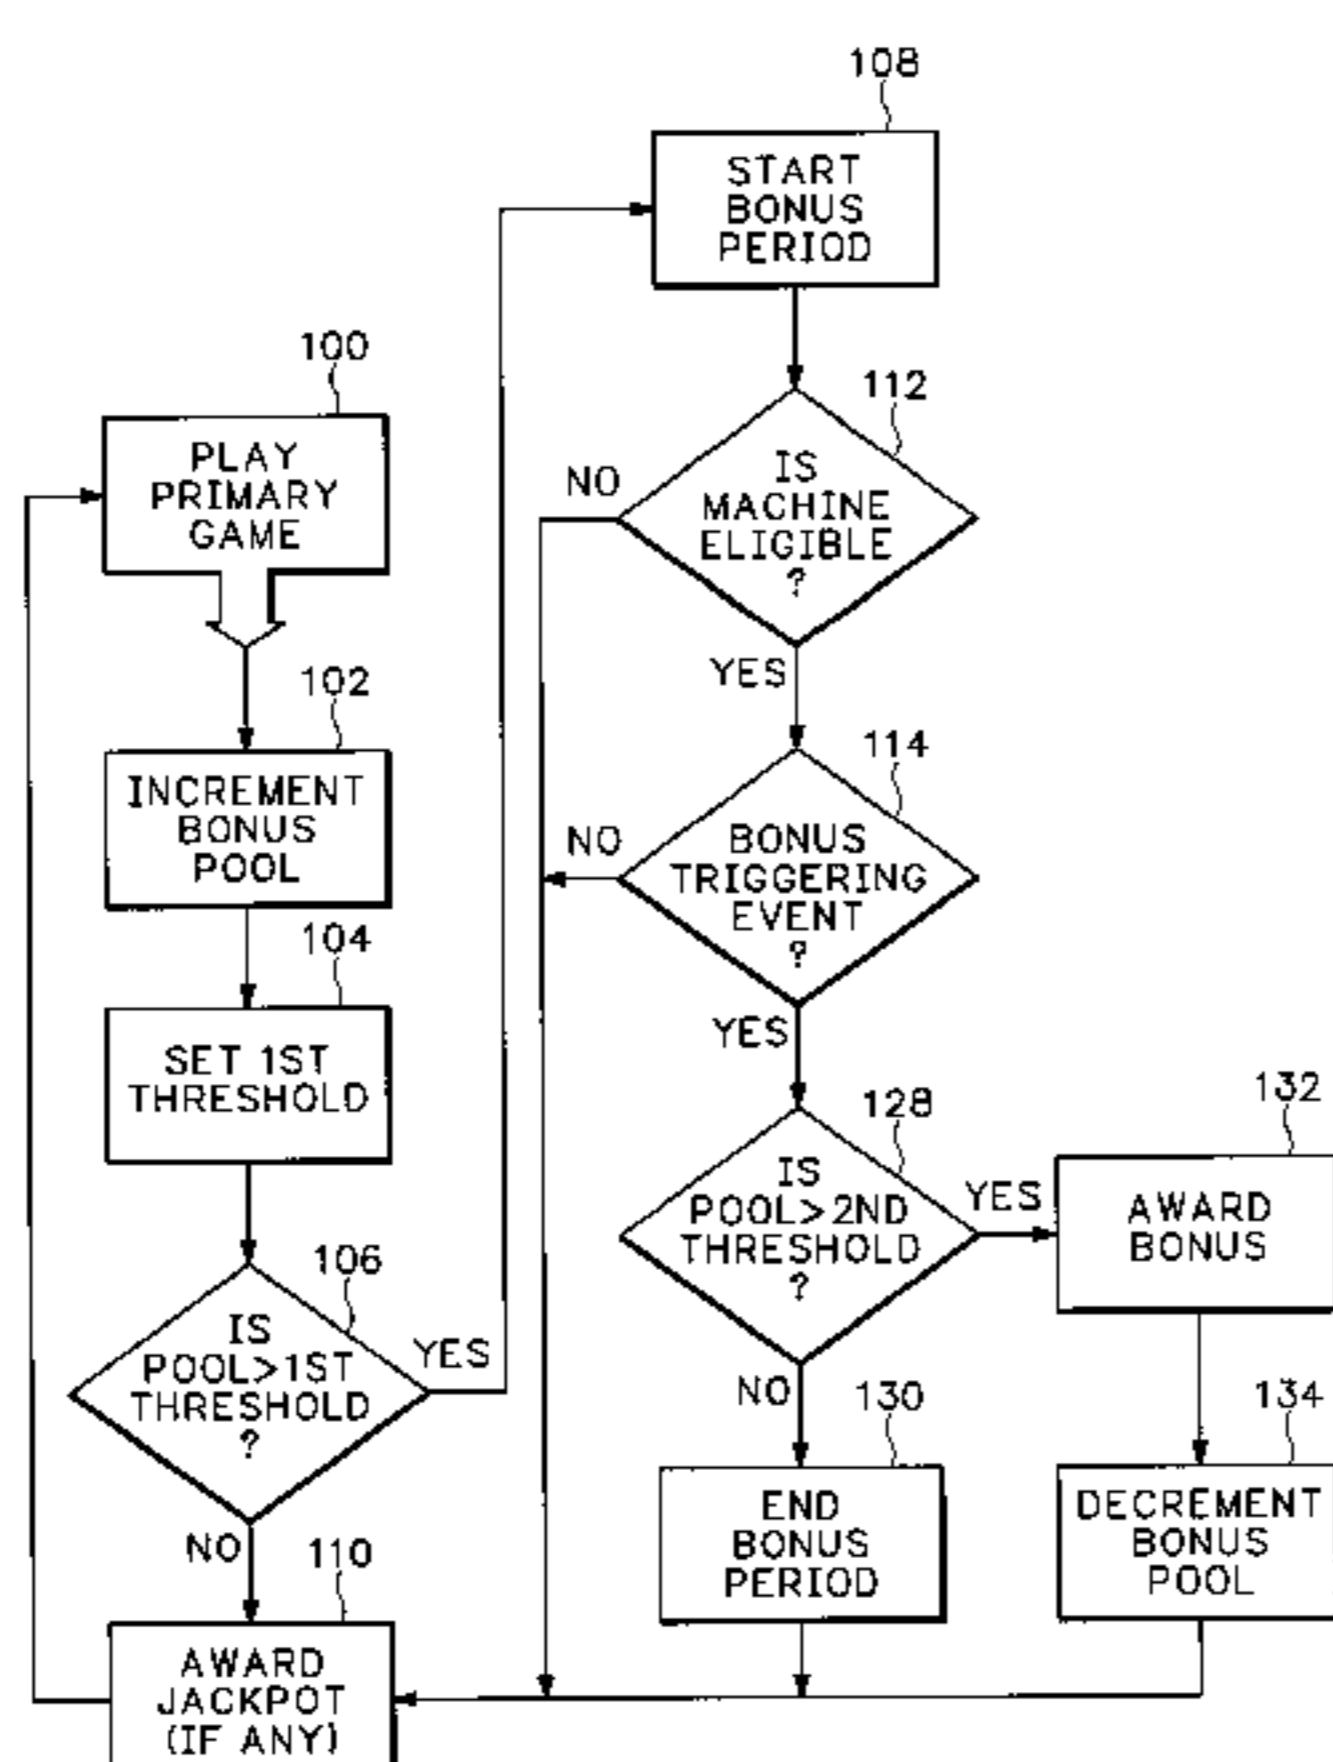 108
START
BONUS
PERIOD
100
PLAY
PRIMARY
GAME
112
IS
MACHINE
ELIGIBLE
?
NO
YES
102
INCREMENT
BONUS
POOL
114
BONUS
TRIGGERING
EVENT
?
NO
YES
104
SET 1ST
THRESHOLD
128
IS
POOL>2ND
THRESHOLD
?
YES
NO
132
AWARD
BONUS
106
IS
POOL>1ST
THRESHOLD
?
YES
NO
130
END
BONUS
PERIOD
134
DECREMENT
BONUS
POOL
110
AWARD
JACKPOT
(IF ANY)